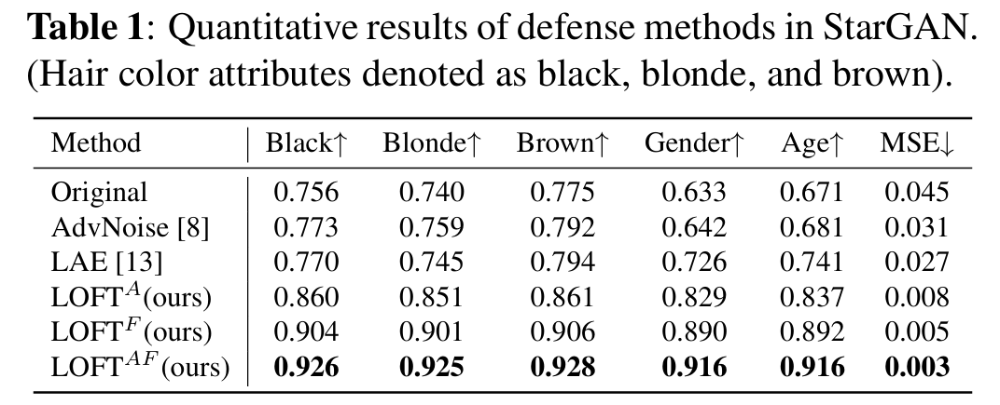 Table 1: Quantitative results of defense methods in StarGAN.
(Hair color attributes denoted as black, blonde, and brown).
Method Black↑ Blonde↑ Brown↑ Gender↑ Age↑ MSE↓
Original 0.756 0.740 0.775 0.633 0.671 0.045
AdvNoise [8] 0.773 0.759 0.792 0.642 0.681 0.031
LAE [13] 0.770 0.745 0.794 0.726 0.741 0.027
LOFT^A(ours) 0.860 0.851 0.861 0.829 0.837 0.008
LOFT^F(ours) 0.904 0.901 0.906 0.890 0.892 0.005
LOFT^AF(ours) 0.926 0.925 0.928 0.916 0.916 0.003